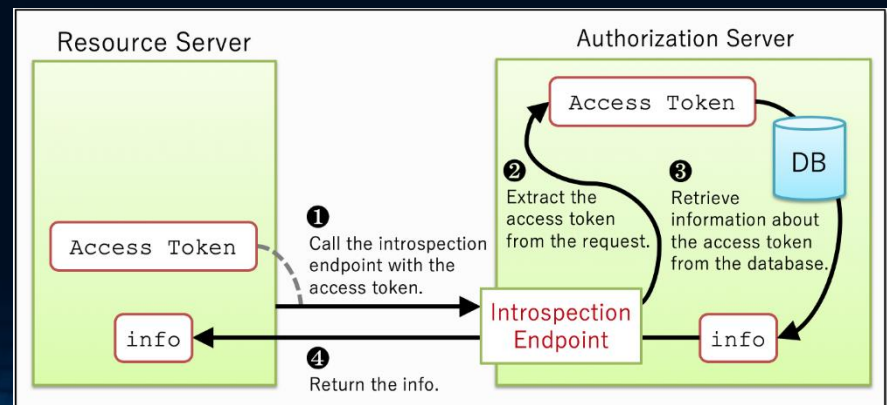 Resource Server
Authorization Server
Access Token
DB
❷
Extract the
access token
from the request.
❸
Retrieve
information about
the access token
from the database.
Access Token
❶
Call the introspection
endpoint with the
access token.
Introspection
Endpoint
info
info
❹
Return the info.